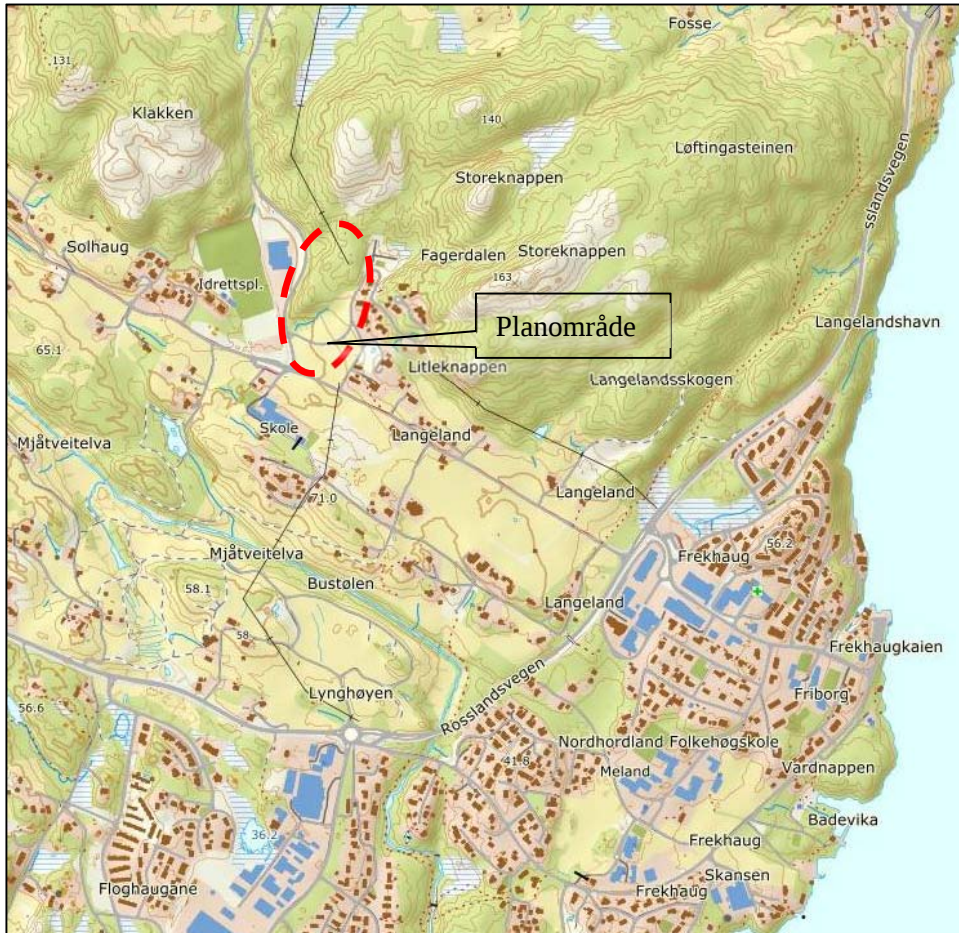 Fosse
131
Klakken
140
Løftingasteinen
Storeknappen
sslandsvegen
Solhaug
Fagerdalen
Storeknappen
Idrettspl.
163
Planområde
Langelandshavn
65.1
Litleknappen
Langelandsskogen
Skole
Langeland
Mjåtveitelva
71.0
Langeland
Mjåtveitelva
Frekhaug
56.2
58.1
Bustølen
Langeland
58
Frekhaugkaien
Lynghøyen
Rosslandsvegen
Friborg
56.6
Nordhordland Folkehøgskole
41.8
Meland
Vardnappen
Badevika
36.2
Frekhaug
Skansen
Floghaugane
Frekhaug